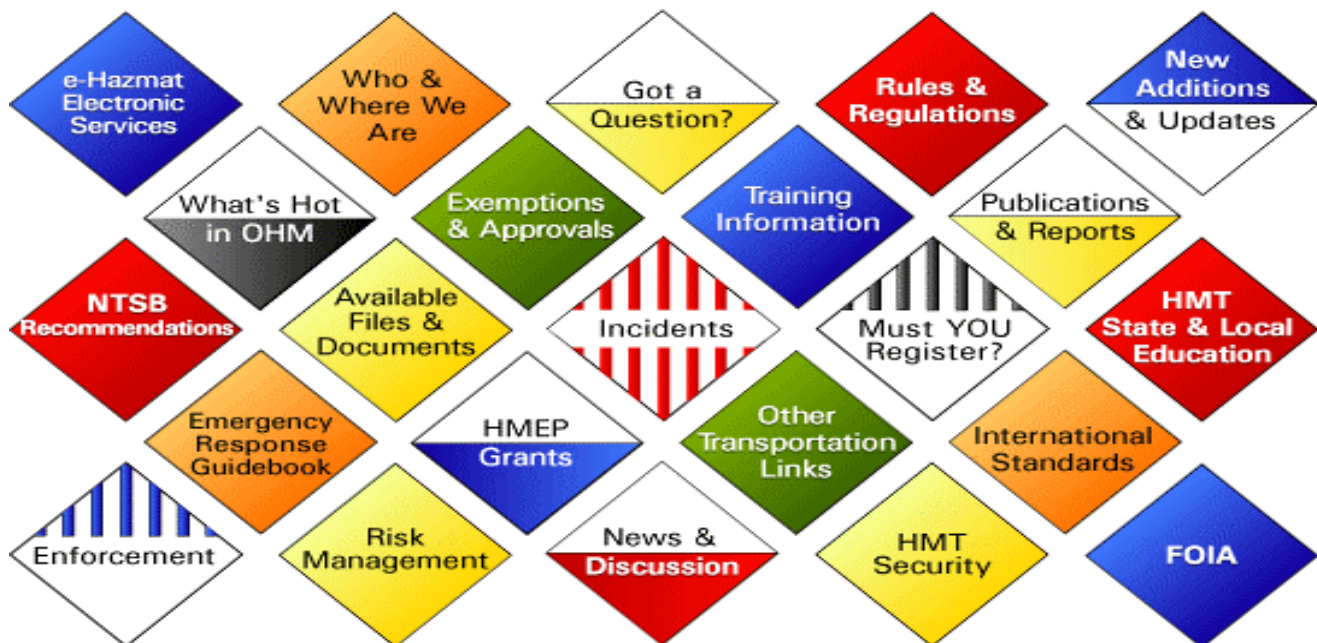 e-Hazmat
Electronic
Services
Who &
Where We
Are
Got a
Question?
Rules &
Regulations
New
Additions
& Updates
What's Hot
in OHM
Exemptions
& Approvals
Training
Information
Publications
& Reports
NTSB
Recommendations
Available
Files &
Documents
Incidents
Must YOU
Register?
HMT
State & Local
Education
Emergency
Response
Guidebook
HMEP
Grants
Other
Transportation
Links
International
Standards
Enforcement
Risk
Management
News &
Discussion
HMT
Security
FOIA